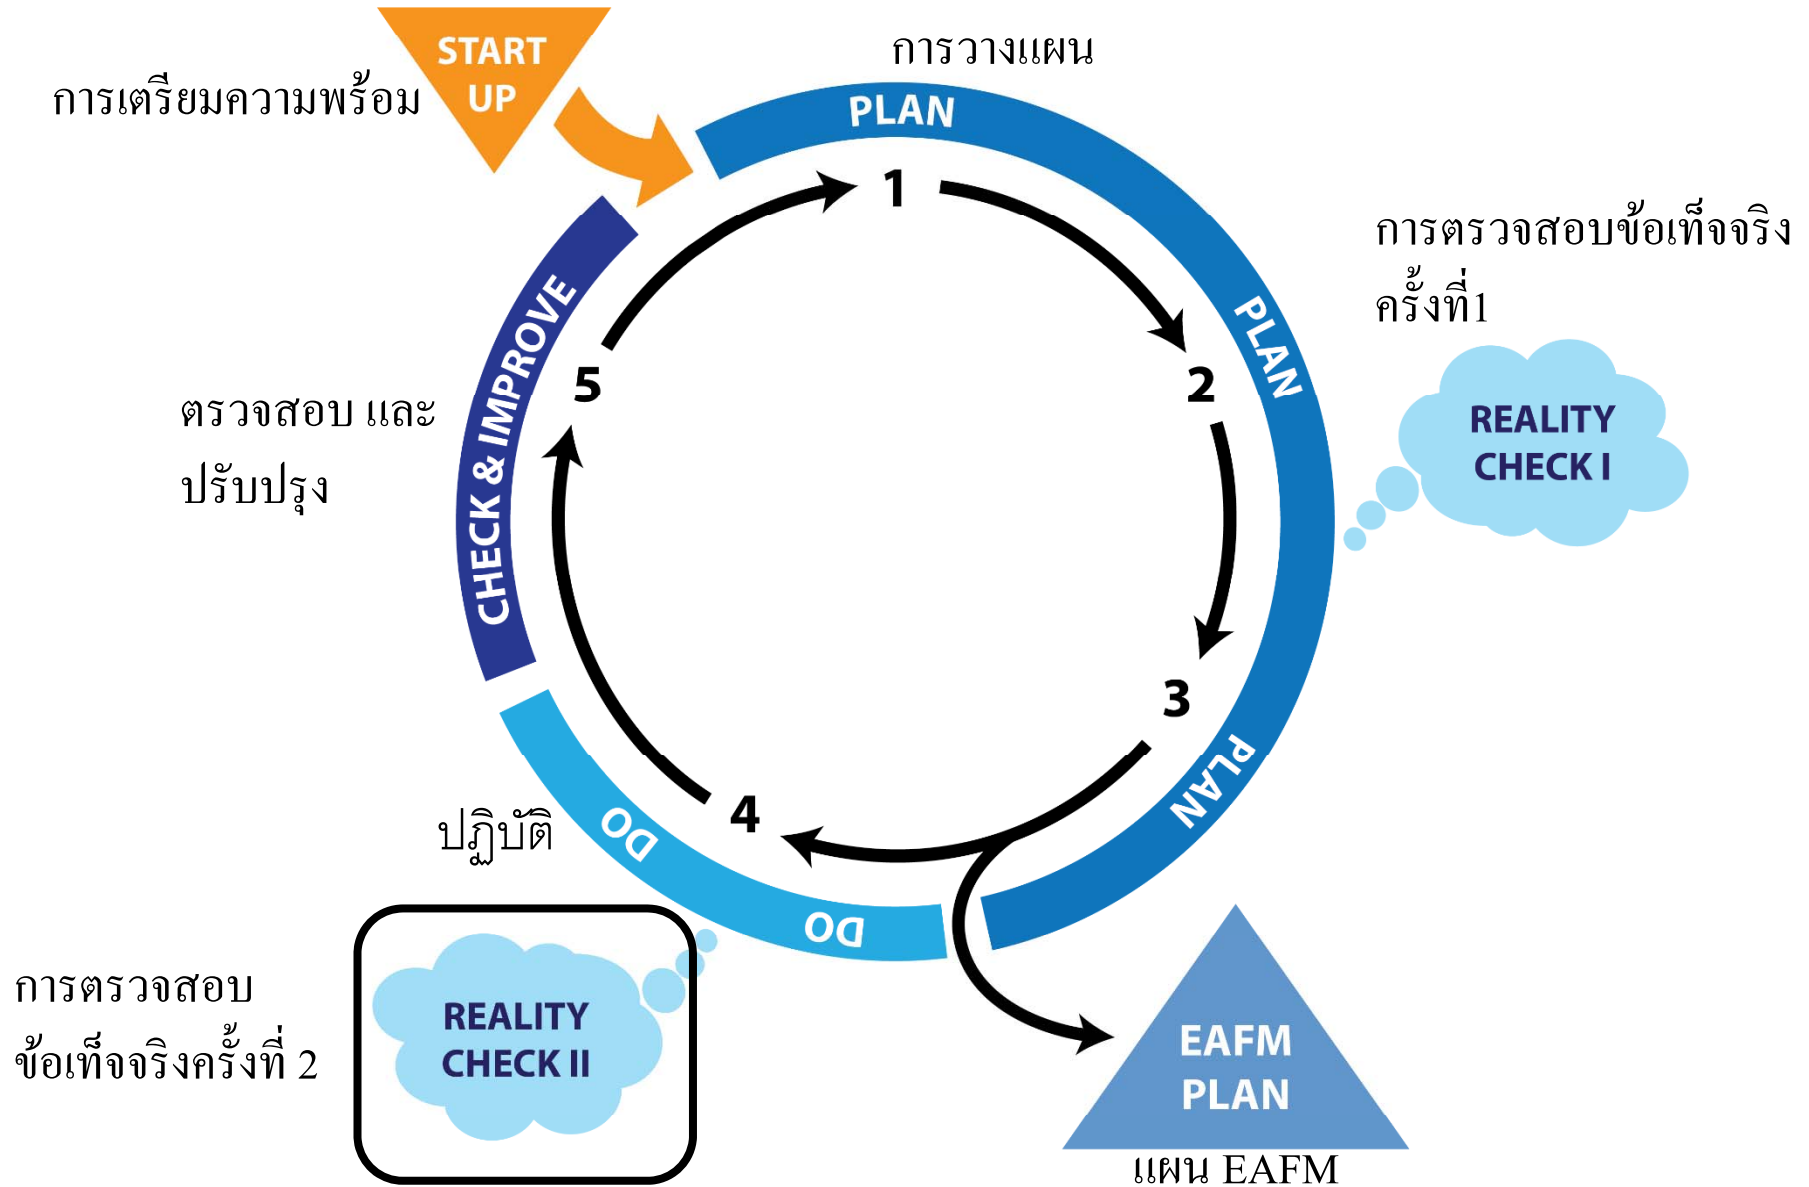 START
UP
การเตรียมความพร้อม
การวางแผน
PLAN
1
PLAN
2
การตรวจสอบข้อเท็จจริง
ครั้งที่1
REALITY
CHECK I
3
PLAN
4
DO
DO
ปฏิบัติ
5
CHECK & IMPROVE
ตรวจสอบ และ
ปรับปรุง
การตรวจสอบ
ข้อเท็จจริงครั้งที่ 2
REALITY
CHECK II
EAFM
PLAN
แผน EAFM